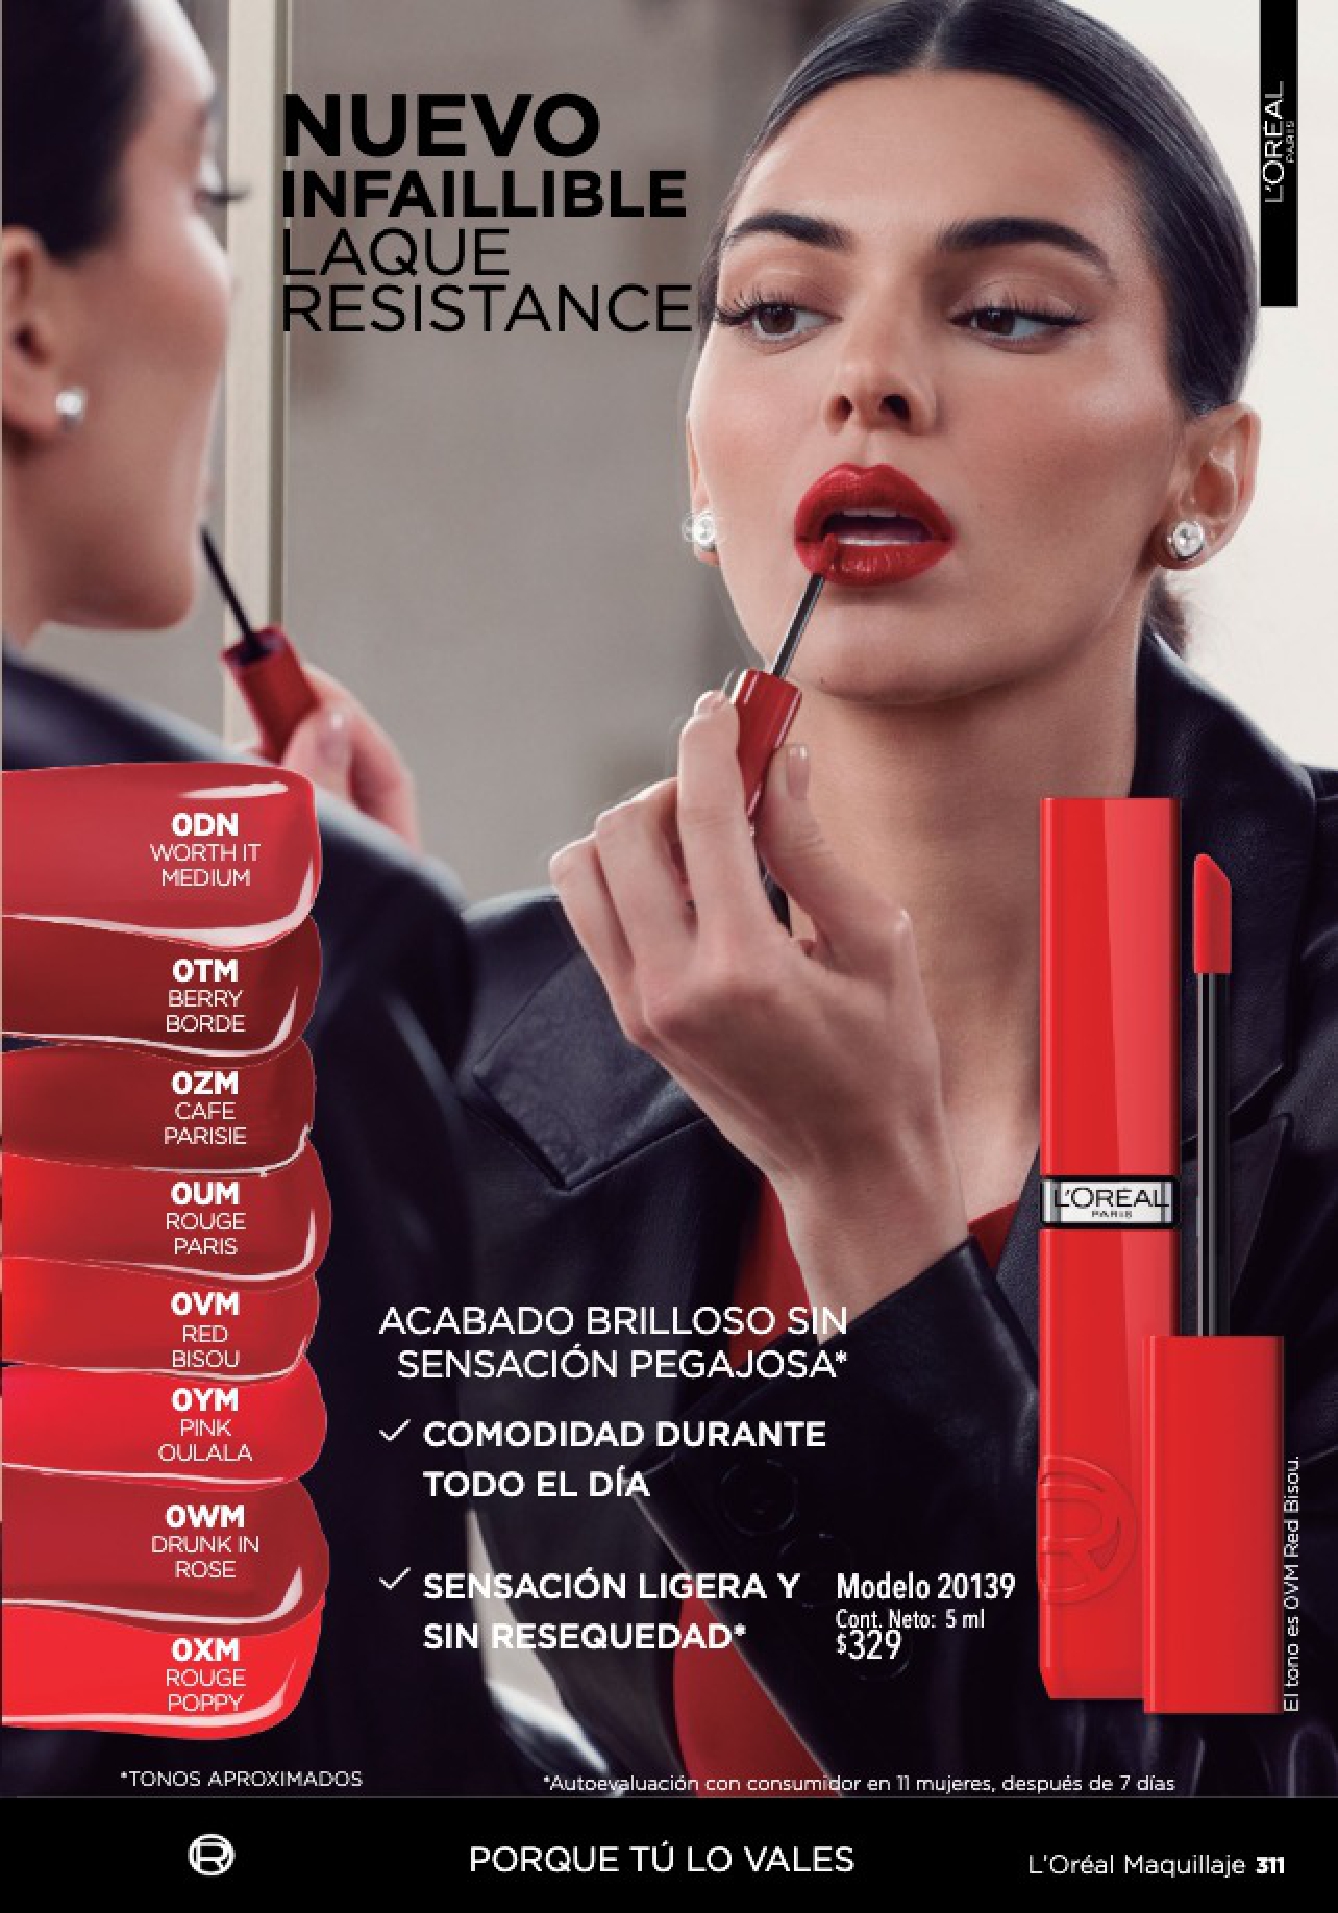 NUEVO
INFAILLIBLE
LAQUE
RESISTANCE
L'ORÉAL
PARIS
0DN
WORTH IT
MEDIUM
0TM
BERRY
BORDE
0ZM
CAFE
PARISIE
0UM
ROUGE
PARIS
0VM
RED
BISOU
0YM
PINK
OULALA
0WM
DRUNK IN
ROSE
0XM
ROUGE
POPPY
*TONOS APROXIMADOS
ACABADO BRILLOSO SIN
SENSACIÓN PEGAJOSA*
✓ COMODIDAD DURANTE
TODO EL DÍA
✓ SENSACIÓN LIGERA Y
SIN RESEQUEDAD*
Modelo 20139
Cont. Neto: 5 ml
$329
L'ORÉAL
PARIS
El tono es 0VM Red Bisou.
*Autoevaluación con consumidor en 11 mujeres, después de 7 días
PORQUE TÚ LO VALES
L'Oréal Maquillaje 311